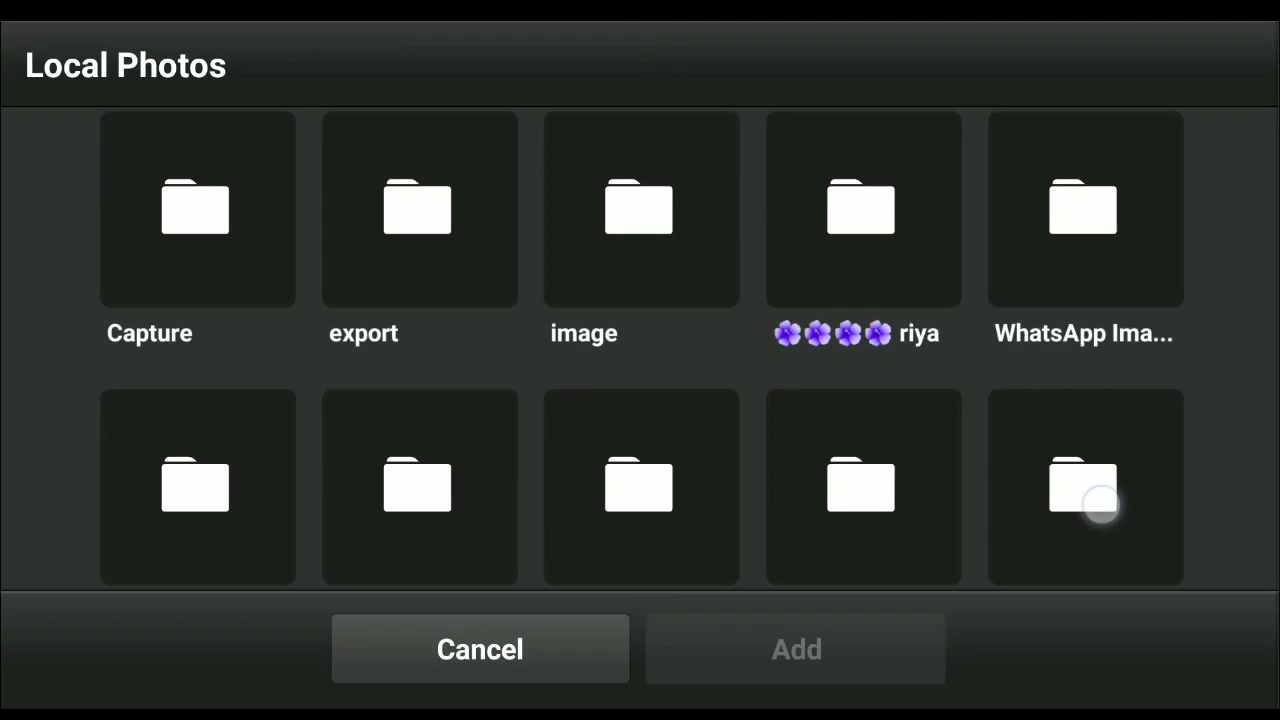 Local Photos
Capture
export
image
🌺🌺🌺🌺 riya
WhatsApp Ima...
Cancel
Add